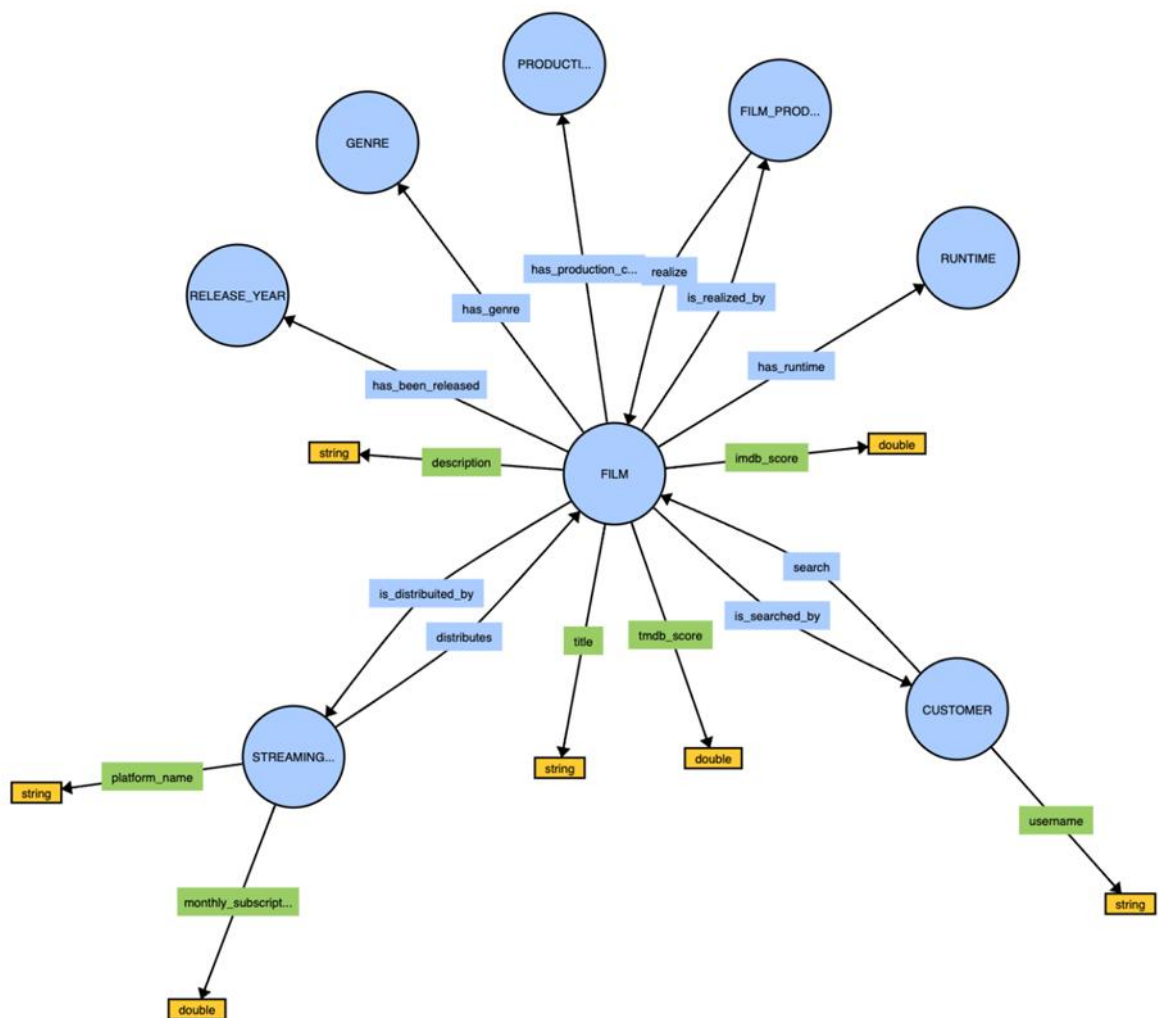 PRODUCTI...
FILM_PROD...
GENRE
RUNTIME
RELEASE_YEAR
has_production_c...
realize
is_realized_by
has_genre
has_runtime
has_been_released
string
description
FILM
imdb_score
double
search
is_distribuited_by
is_searched_by
distributes
title
tmdb_score
CUSTOMER
STREAMING...
platform_name
string
string
double
username
monthly_subscript...
string
double